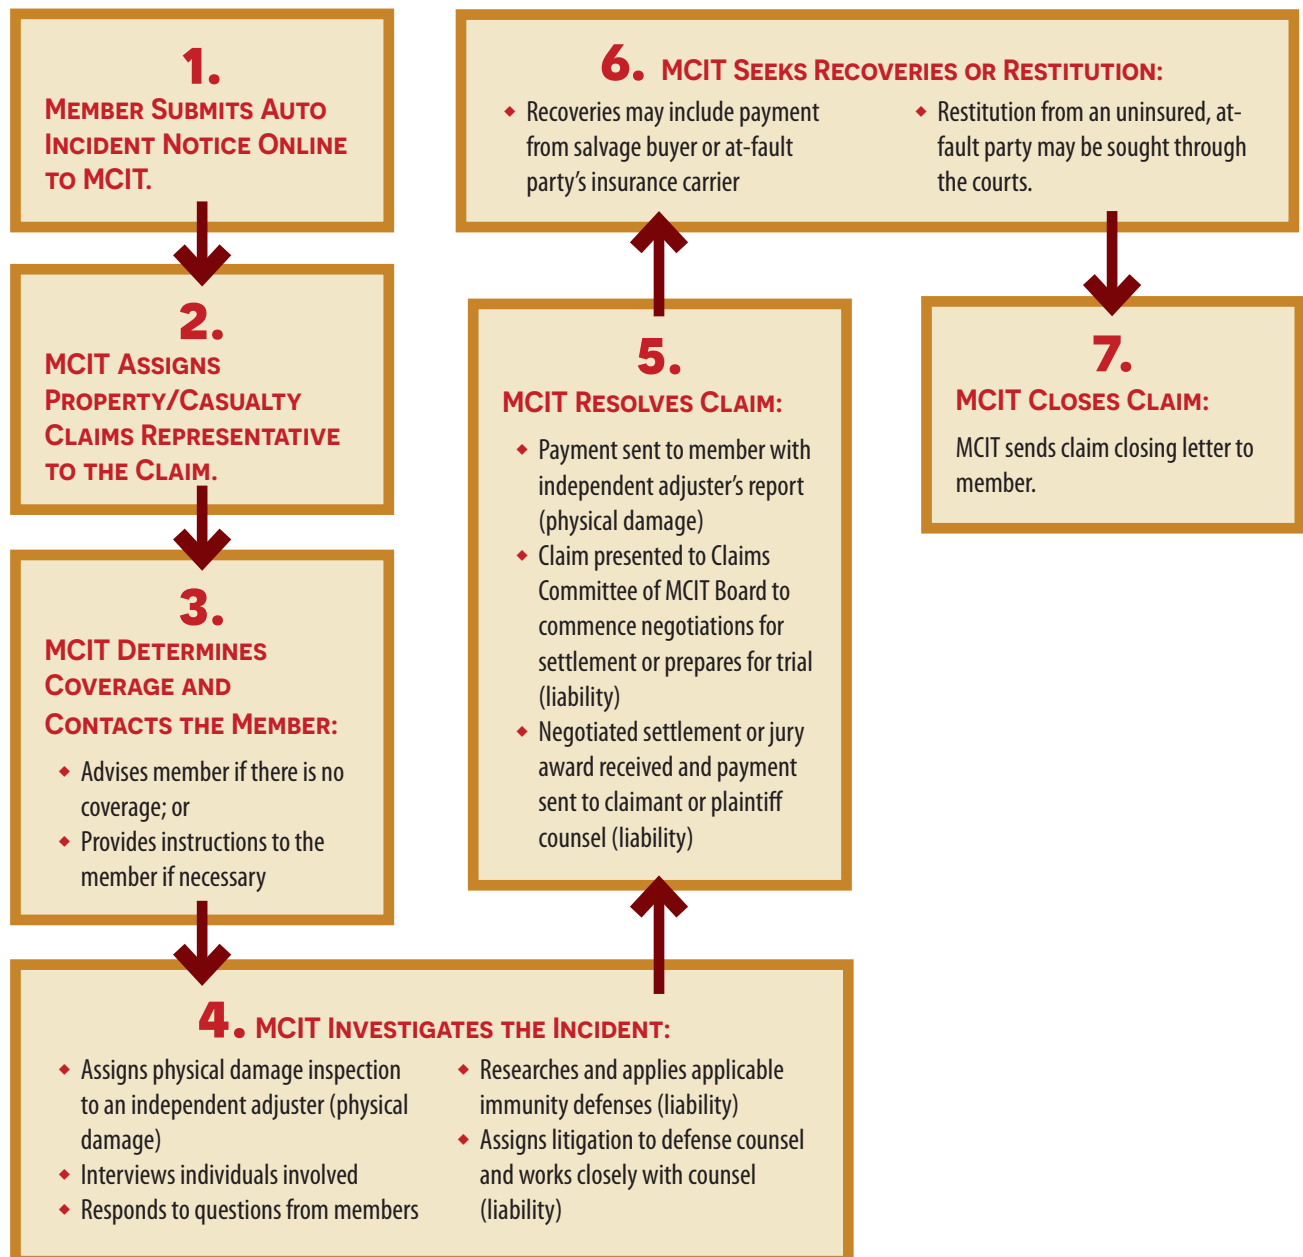 1.
Member Submits Auto
Incident Notice Online
to MCIT.
2.
MCIT Assigns
Property/Casualty
Claims Representative
to the Claim.
3.
MCIT Determines
Coverage and
Contacts the Member:
◆ Advises member if there is no
coverage; or
◆ Provides instructions to the
member if necessary
4. MCIT Investigates the Incident:
◆ Assigns physical damage inspection
to an independent adjuster (physical
damage)
◆ Interviews individuals involved
◆ Responds to questions from members
◆ Researches and applies applicable
immunity defenses (liability)
◆ Assigns litigation to defense counsel
and works closely with counsel
(liability)
5.
MCIT Resolves Claim:
◆ Payment sent to member with
independent adjuster’s report
(physical damage)
◆ Claim presented to Claims
Committee of MCIT Board to
commence negotiations for
settlement or prepares for trial
(liability)
◆ Negotiated settlement or jury
award received and payment
sent to claimant or plaintiff
counsel (liability)
6. MCIT Seeks Recoveries or Restitution:
◆ Recoveries may include payment
from salvage buyer or at-fault
party’s insurance carrier
◆ Restitution from an uninsured, at-
fault party may be sought through
the courts.
7.
MCIT Closes Claim:
MCIT sends claim closing letter to
member.